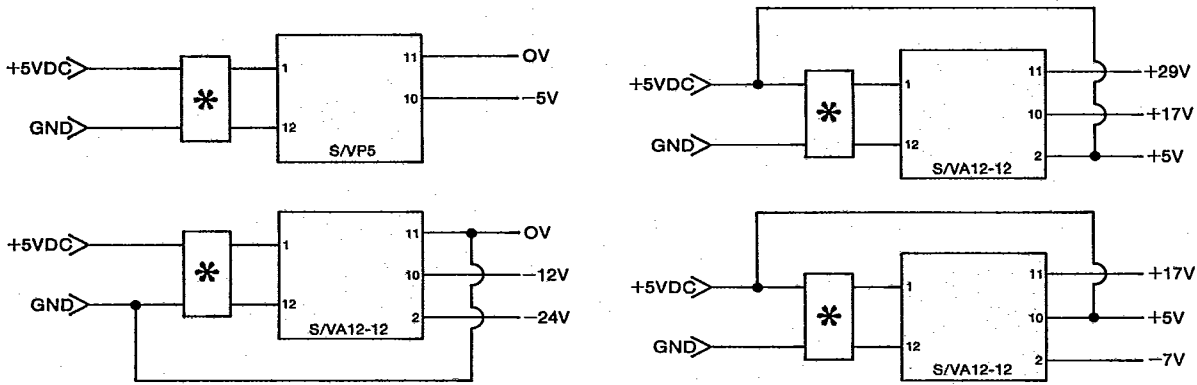 +5VDC
GND
*
1
12
11
10
S/VP5
0V
−5V
+5VDC
GND
*
1
12
11
10
2
S/VA12-12
+29V
+17V
+5V
+5VDC
GND
*
1
12
11
10
2
S/VA12-12
0V
−12V
−24V
+5VDC
GND
*
1
12
11
10
2
S/VA12-12
+17V
+5V
−7V